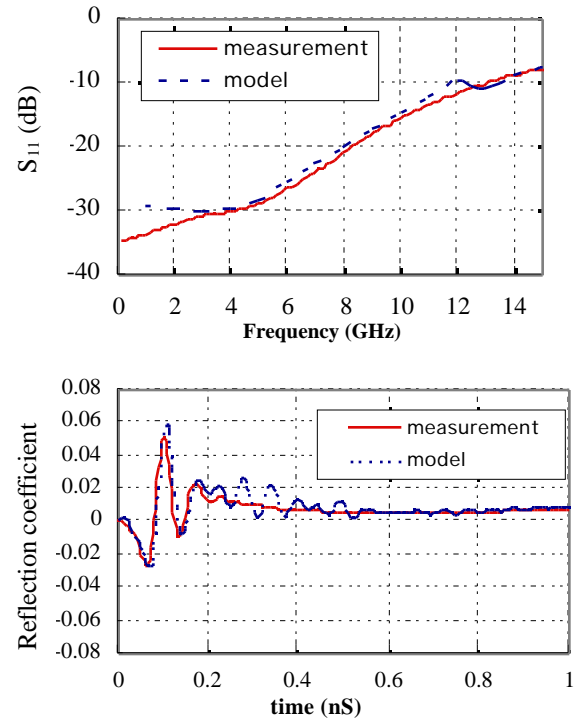 0
-10
-20
-30
-40
S11 (dB)
measurement
model
0 2 4 6 8 10 12 14
Frequency (GHz)
0.08
0.06
0.04
0.02
0
-0.02
-0.04
-0.06
-0.08
Reflection coefficient
measurement
model
0 0.2 0.4 0.6 0.8 1
time (nS)